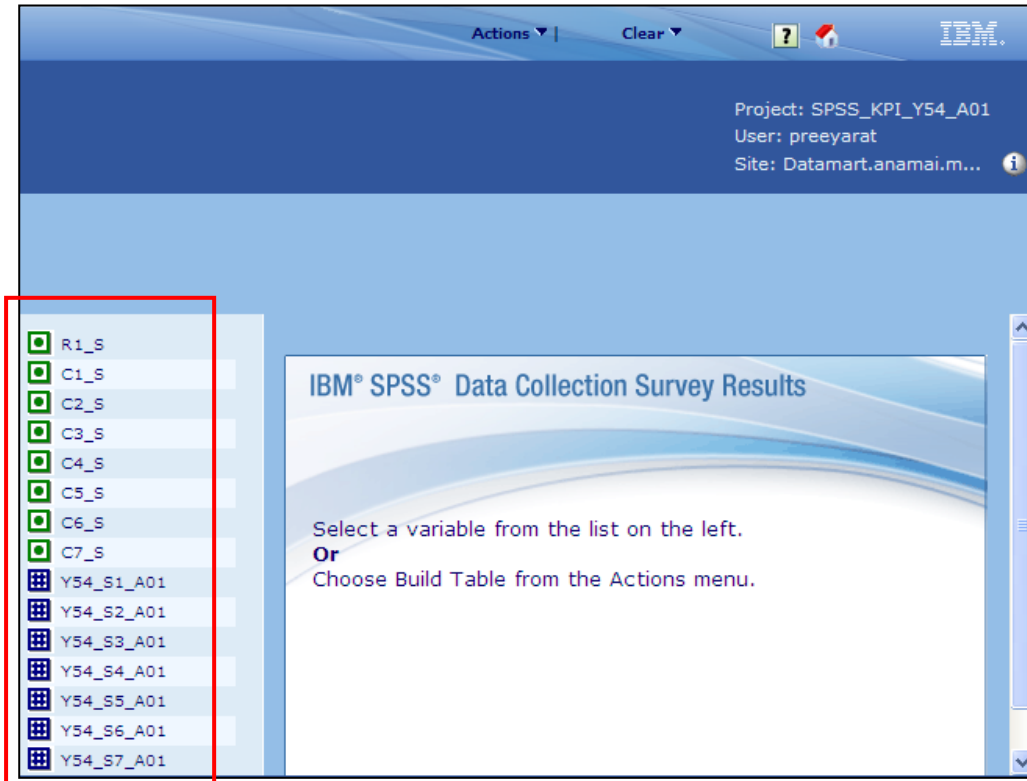 Actions ▼ | Clear ▼ ? IBM.
Project: SPSS_KPI_Y54_A01
User: preeyarat
Site: Datamart.anamai.m... i
R1_S
C1_S
C2_S
C3_S
C4_S
C5_S
C6_S
C7_S
Y54_S1_A01
Y54_S2_A01
Y54_S3_A01
Y54_S4_A01
Y54_S5_A01
Y54_S6_A01
Y54_S7_A01
IBM® SPSS® Data Collection Survey Results
Select a variable from the list on the left.
Or
Choose Build Table from the Actions menu.